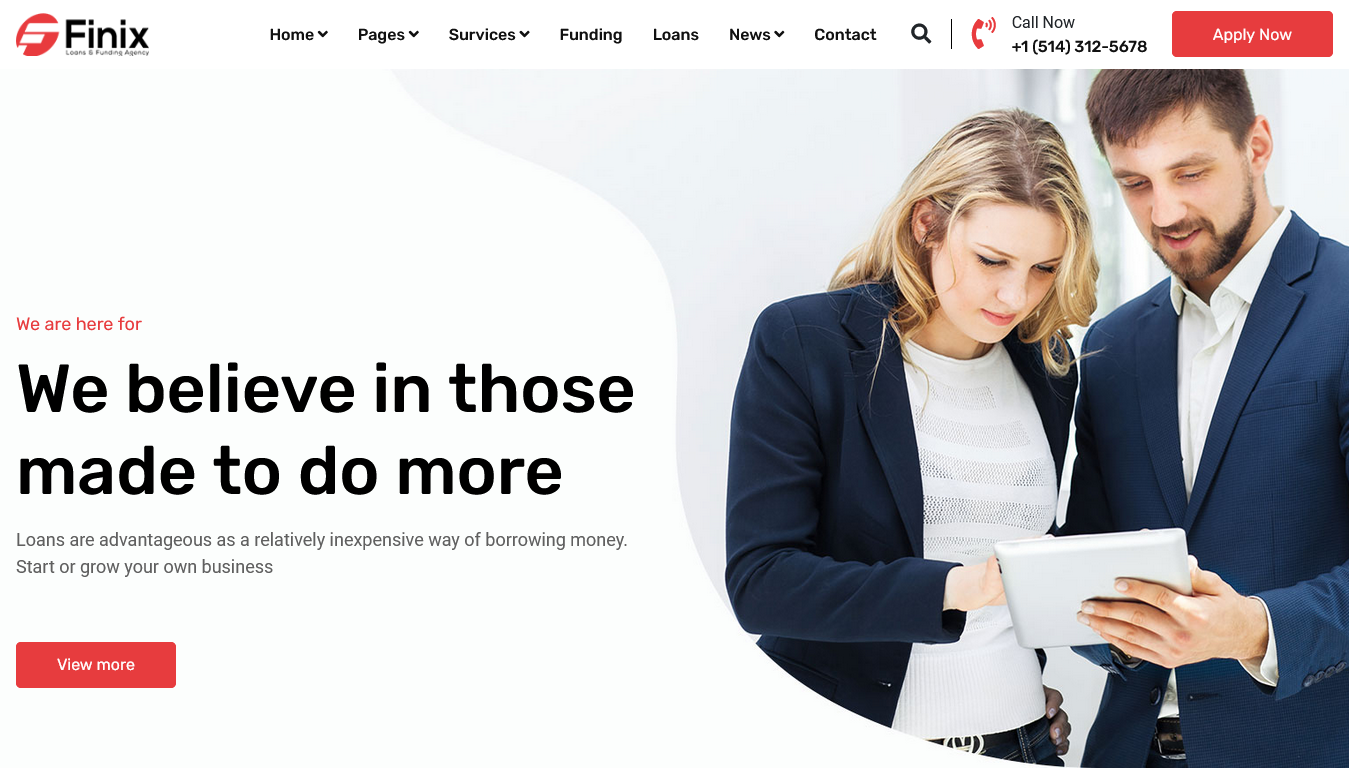 Finix
Loans & Funding Agency
Home
Pages
Services
Funding
Loans
News
Contact
Call Now
+1 (514) 312-5678
Apply Now
We are here for
We believe in those
made to do more
Loans are advantageous as a relatively inexpensive way of borrowing money.
Start or grow your own business
View more